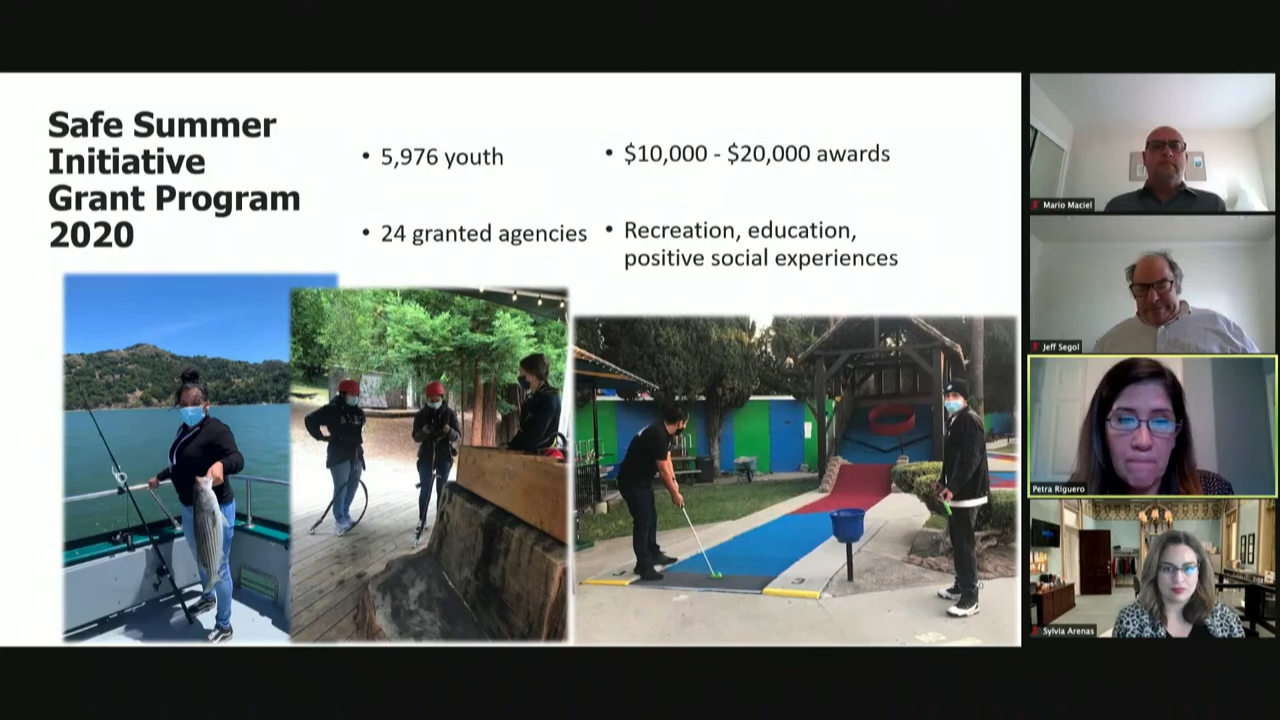 Safe Summer
Initiative
Grant Program
2020
• 5,976 youth
• 24 granted agencies
• $10,000 - $20,000 awards
• Recreation, education,
positive social experiences
Mario Maciel
Jeff Segol
Petra Riguero
Sylvia Arenas